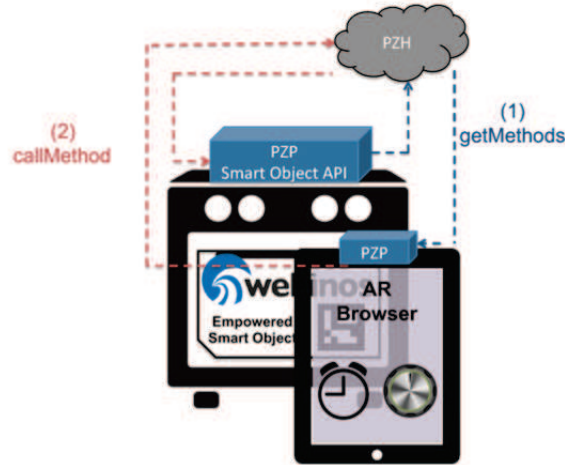 PZH
(1)
getMethods
(2)
callMethod
PZP
Smart Object API
PZP
Empowered
Smart Object
AR
Browser